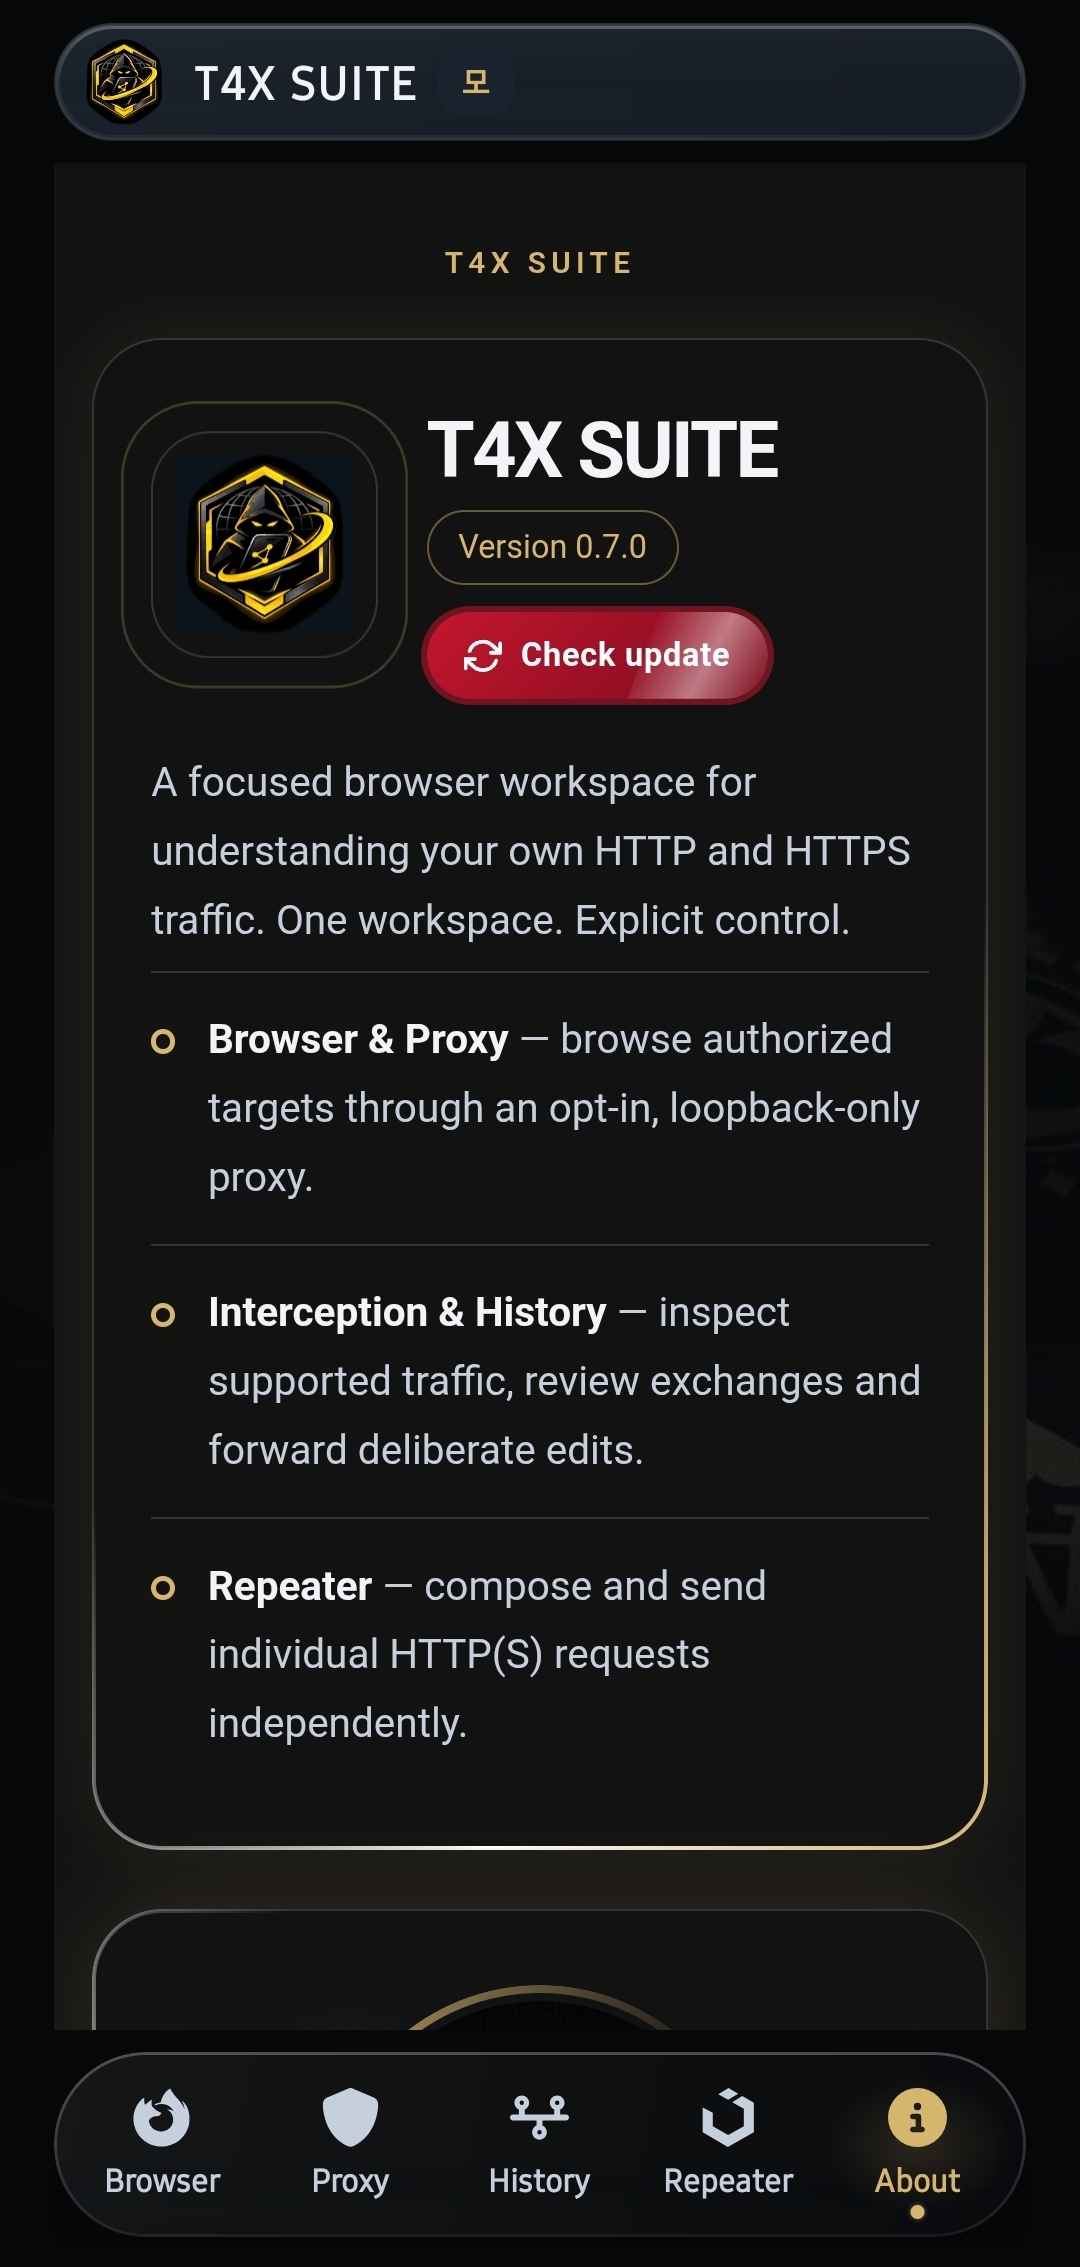 T4X SUITE 모
T4X SUITE
T4X SUITE
Version 0.7.0
Check update
A focused browser workspace for
understanding your own HTTP and HTTPS
traffic. One workspace. Explicit control.
Browser & Proxy — browse authorized
targets through an opt-in, loopback-only
proxy.
Interception & History — inspect
supported traffic, review exchanges and
forward deliberate edits.
Repeater — compose and send
individual HTTP(S) requests
independently.
Browser Proxy History Repeater About